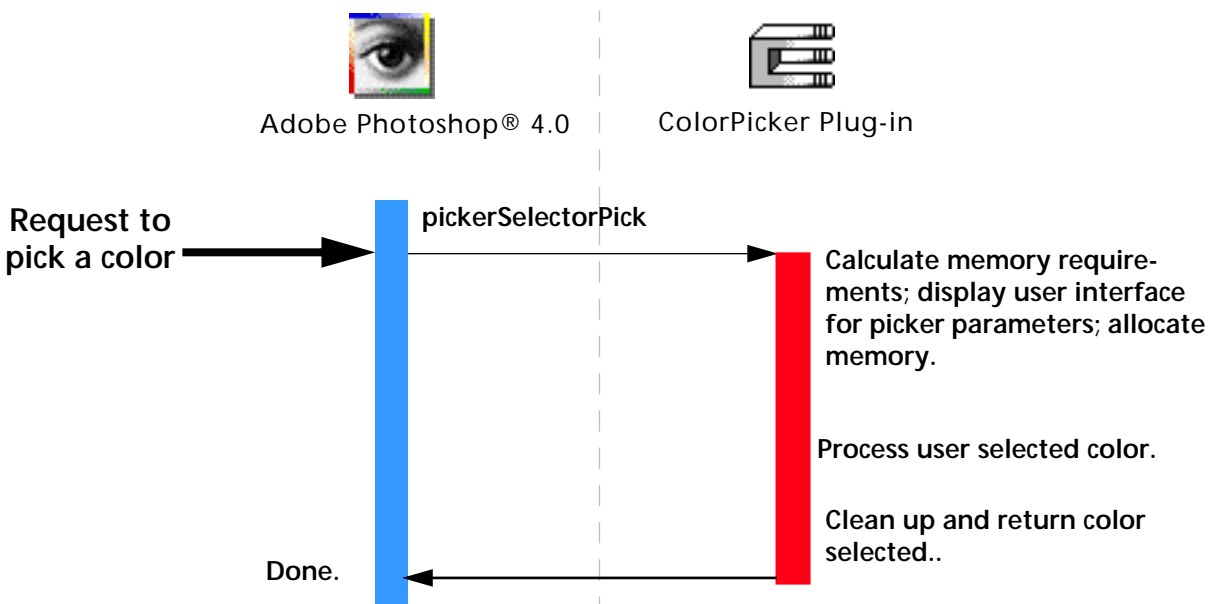 Adobe Photoshop® 4.0
ColorPicker Plug-in
Request to
pick a color
pickerSelectorPick
Calculate memory require-
ments; display user interface
for picker parameters; allocate
memory.
Process user selected color.
Clean up and return color
selected..
Done.